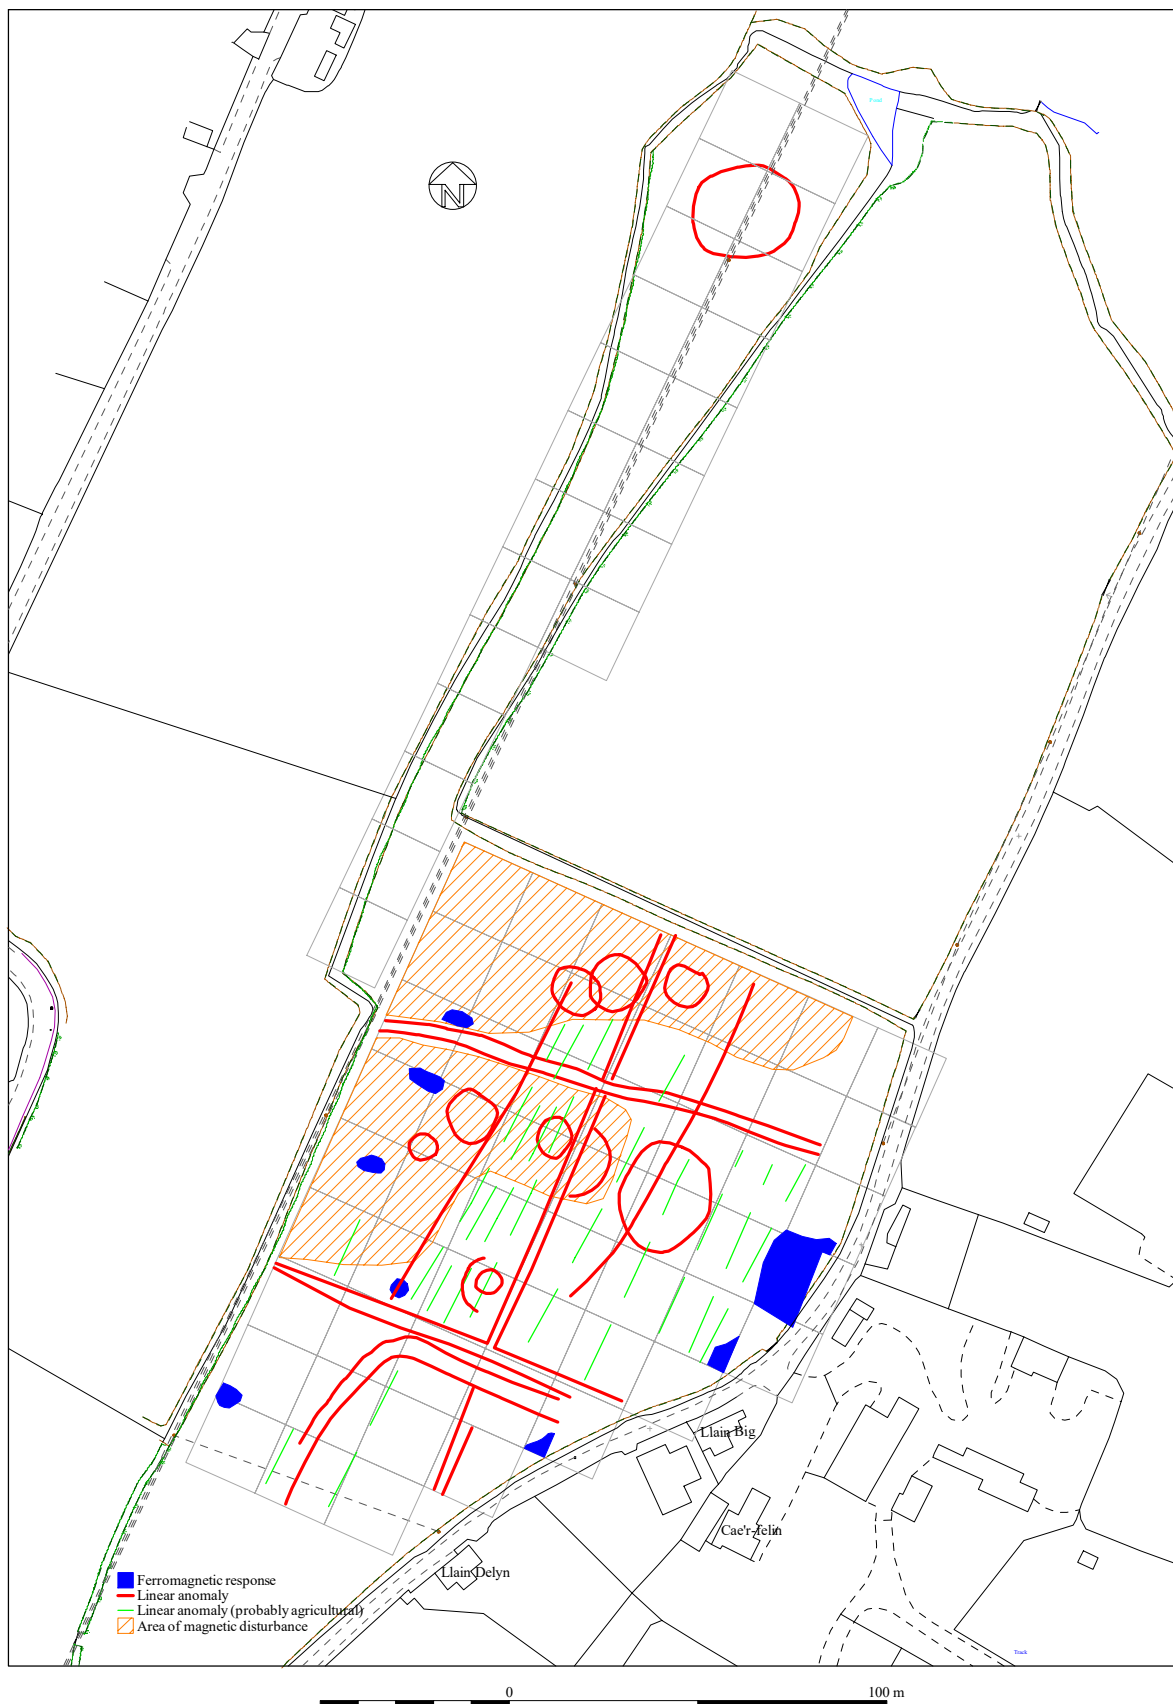 Pond
N
Llain Big
Cae'r-felin
Llain Delyn
Ferromagnetic response
Linear anomaly
Linear anomaly (probably agricultural)
Area of magnetic disturbance
Track
0 100 m